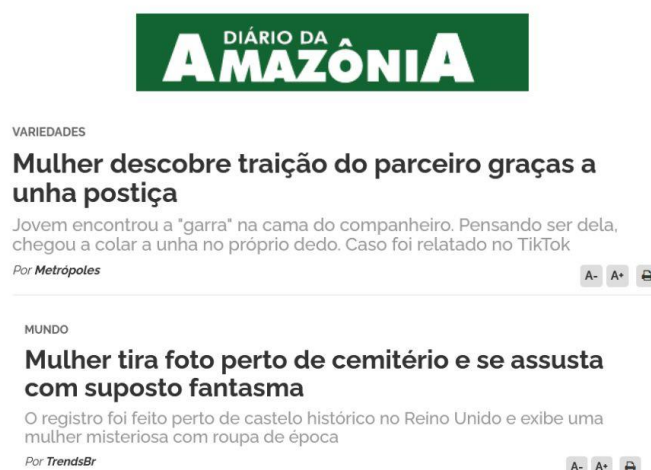 DIÁRIO DA
AMAZÔNIA
VARIEDADES
Mulher descobre traição do parceiro graças a
unha postiça
Jovem encontrou a "garra" na cama do companheiro. Pensando ser dela,
chegou a colar a unha no próprio dedo. Caso foi relatado no TikTok
Por Metrópoles
A- A+
MUNDO
Mulher tira foto perto de cemitério e se assusta
com suposto fantasma
O registro foi feito perto de castelo histórico no Reino Unido e exibe uma
mulher misteriosa com roupa de época
Por TrendsBr
A- A+